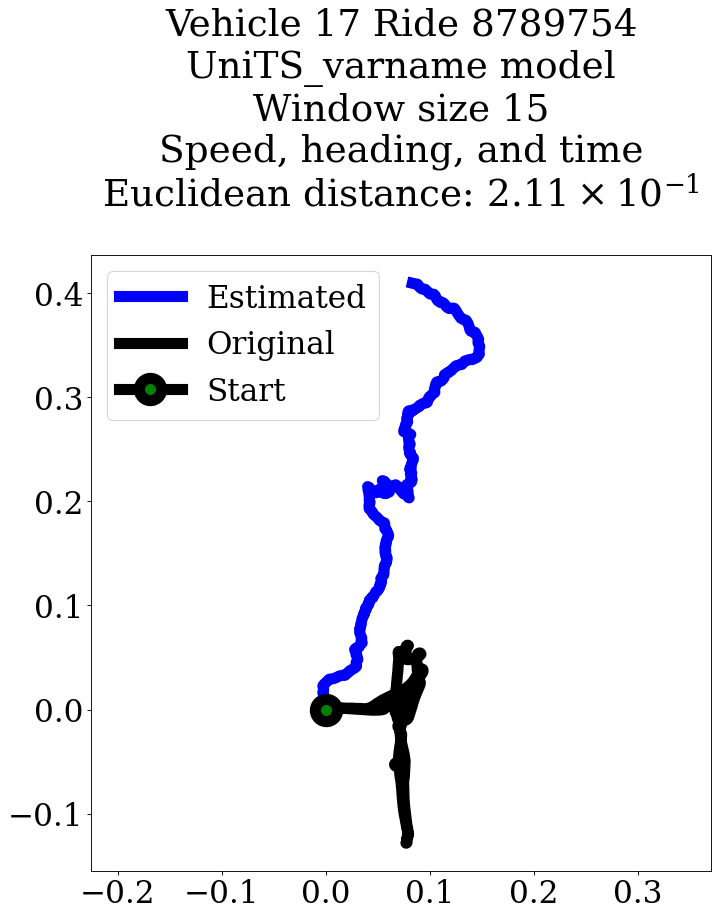 Vehicle 17 Ride 8789754
UniTS_varname model
Window size 15
Speed, heading, and time
Euclidean distance: 2.11 × 10⁻¹
Estimated
Original
Start
0.4
0.3
0.2
0.1
0.0
−0.1
−0.2 −0.1 0.0 0.1 0.2 0.3